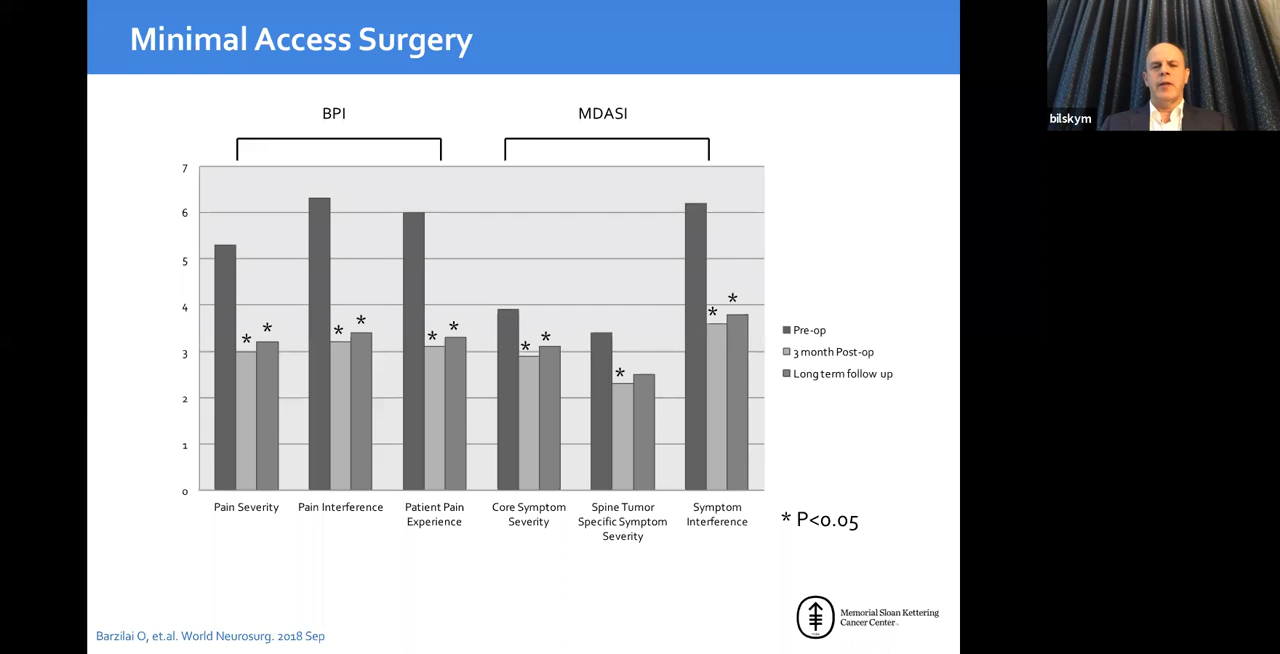 Minimal Access Surgery
bilskym
BPI
MDASI
7
6
5
4
3
2
1
0
* *
* *
* *
* *
*
* *
Pre-op
3 month Post-op
Long term follow up
Pain Severity
Pain Interference
Patient Pain
Experience
Core Symptom
Severity
Spine Tumor
Specific Symptom
Severity
Symptom
Interference
* P<0.05
Memorial Sloan Kettering
Cancer Center
Barzilai O, et.al. World Neurosurg. 2018 Sep